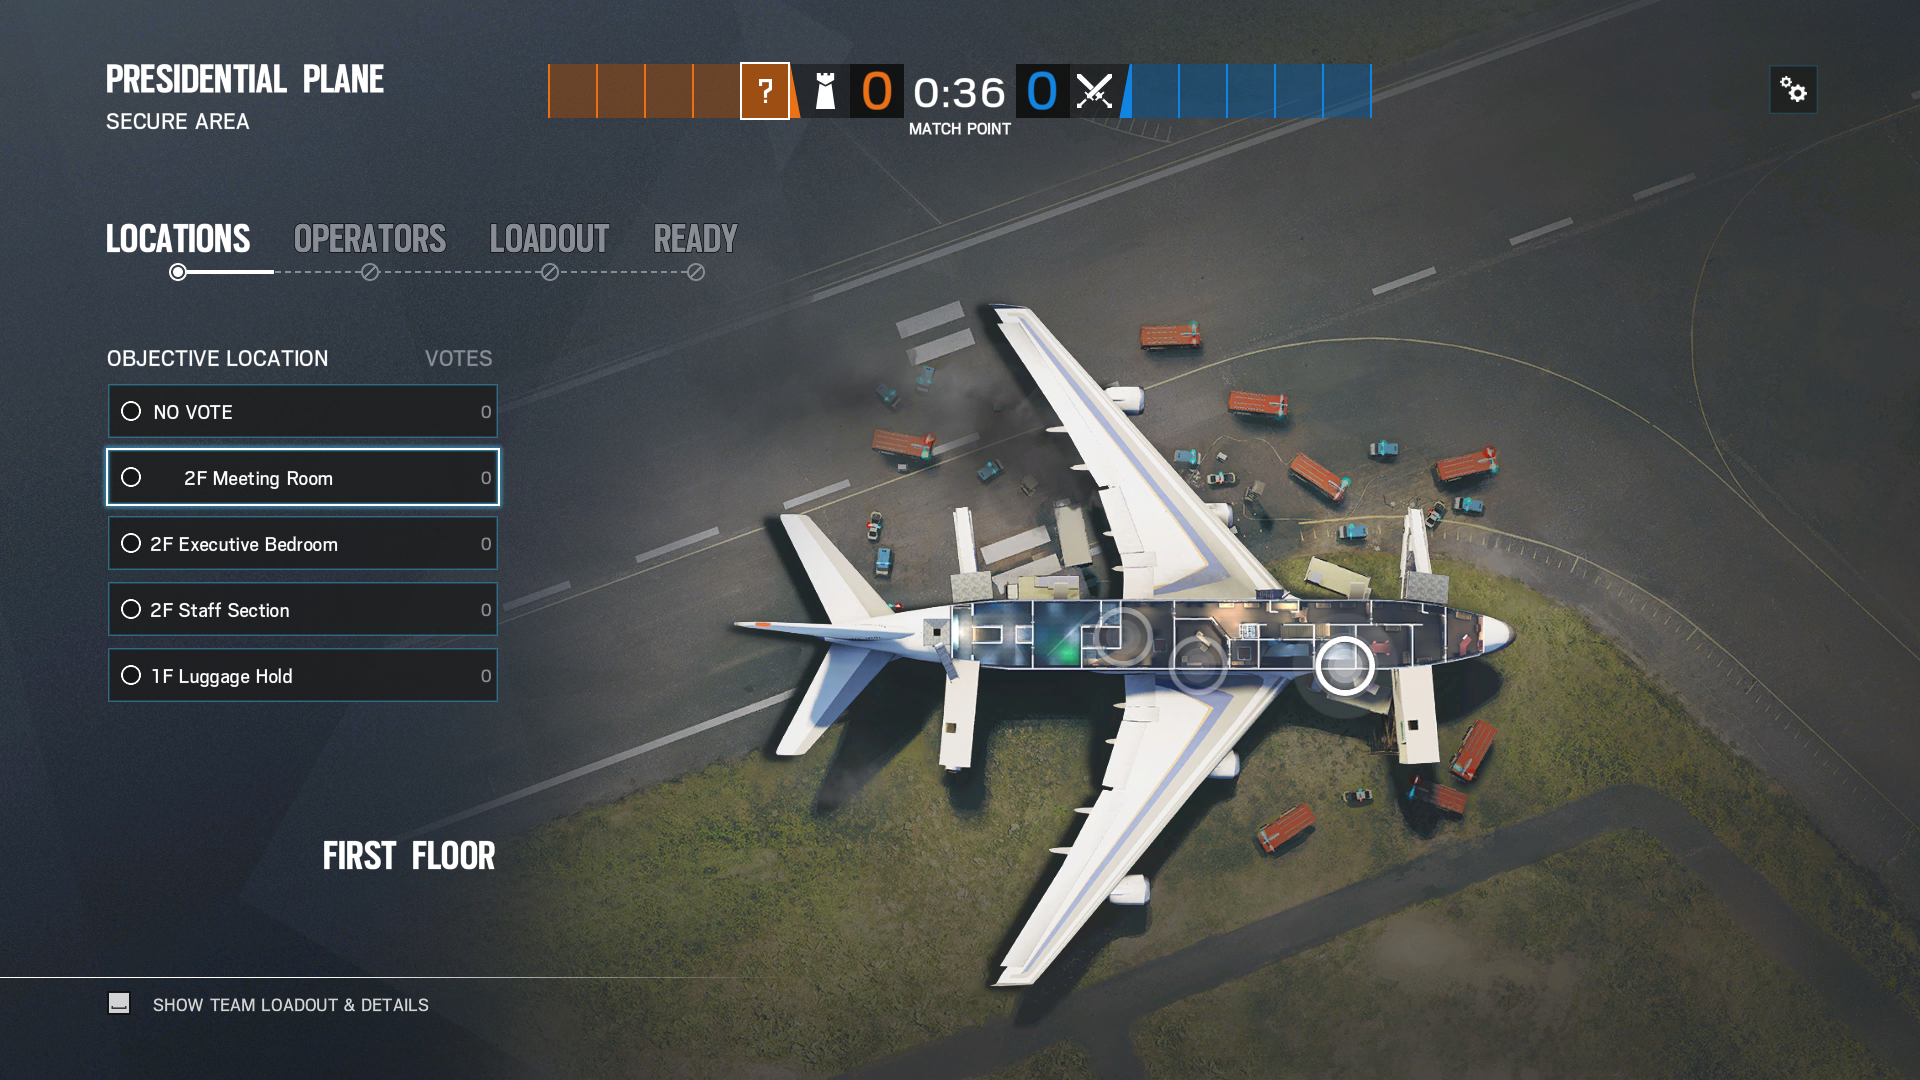 PRESIDENTIAL PLANE
SECURE AREA
? 0 0:36 0
MATCH POINT
LOCATIONS OPERATORS LOADOUT READY
OBJECTIVE LOCATION VOTES
NO VOTE 0
2F Meeting Room 0
2F Executive Bedroom 0
2F Staff Section 0
1F Luggage Hold 0
FIRST FLOOR
SHOW TEAM LOADOUT & DETAILS